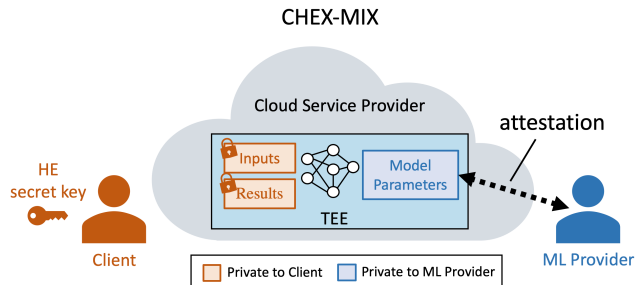 CHEX-MIX
Cloud Service Provider
attestation
Inputs
Results
Model
Parameters
TEE
HE
secret key
Client
ML Provider
Private to Client
Private to ML Provider